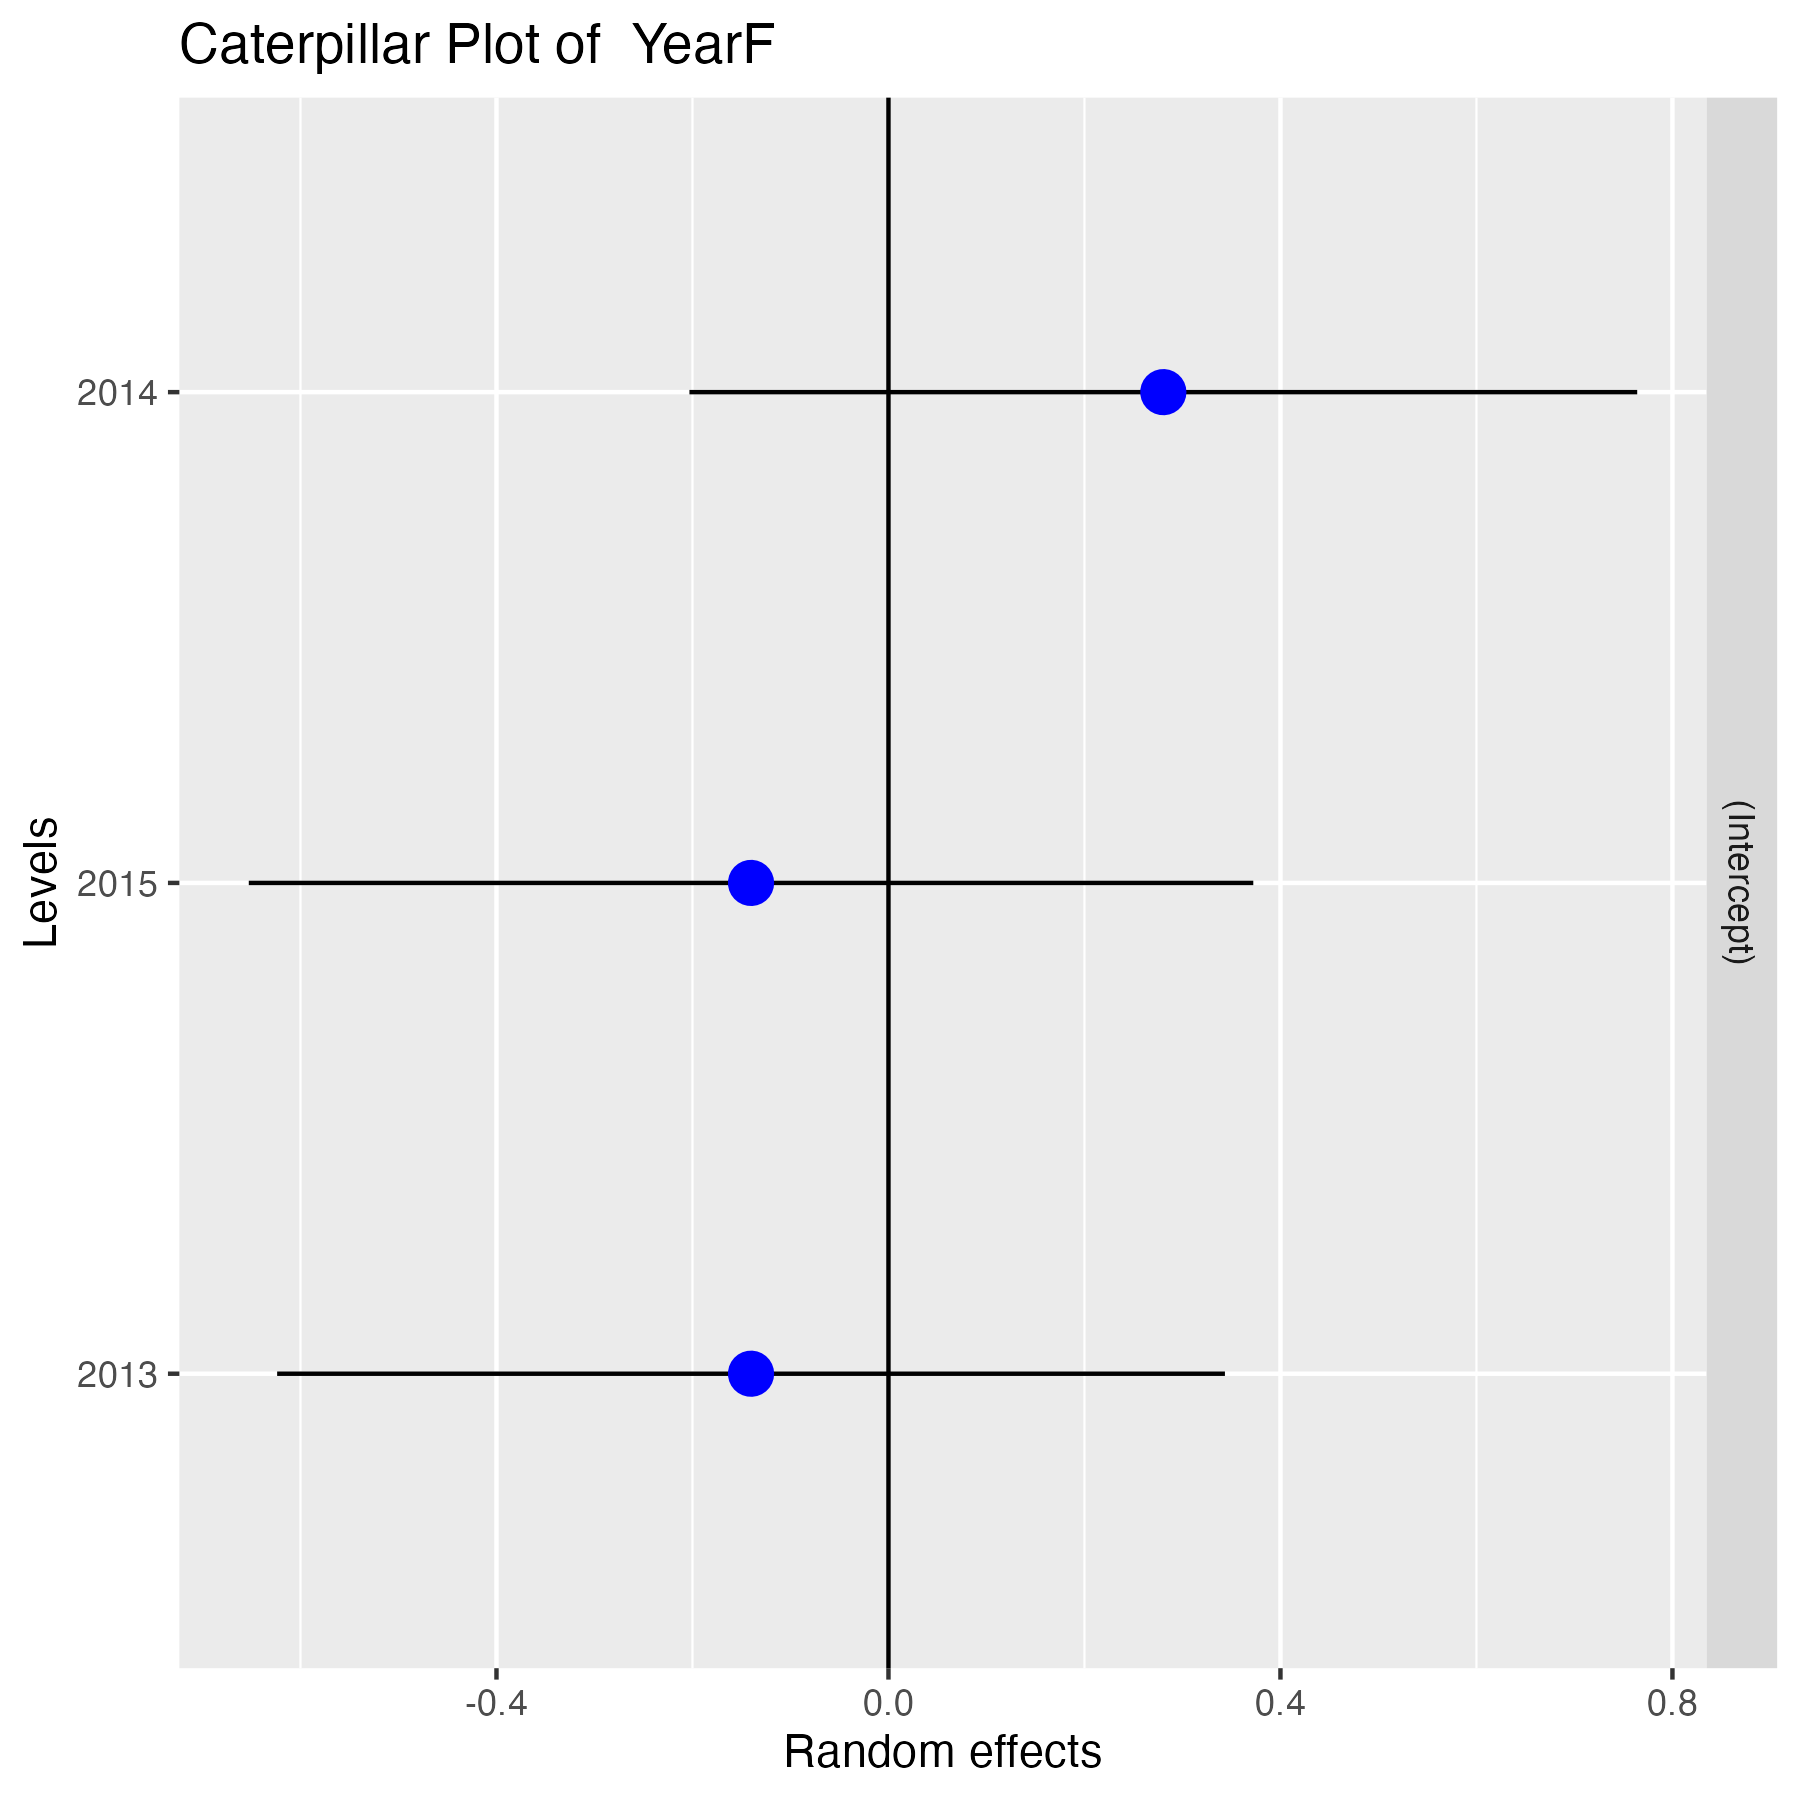 Caterpillar Plot of  YearF
Levels
2014
2015
2013
(Intercept)
-0.4 0.0 0.4 0.8
Random effects